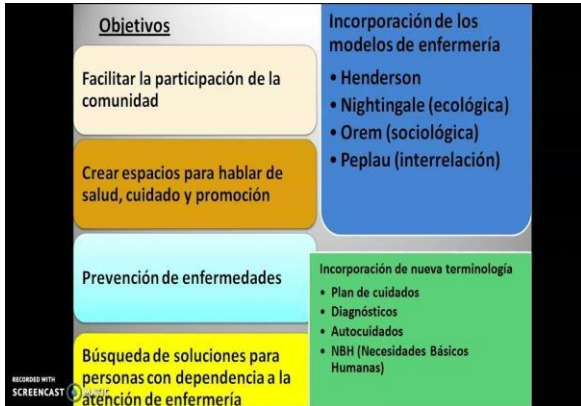 Objetivos
Facilitar la participación de la
comunidad
Crear espacios para hablar de
salud, cuidado y promoción
Prevención de enfermedades
Búsqueda de soluciones para
personas con dependencia a la
atención de enfermería
Incorporación de los
modelos de enfermería
• Henderson
• Nightingale (ecológica)
• Orem (sociológica)
• Peplau (interrelación)
Incorporación de nueva terminología
• Plan de cuidados
• Diagnósticos
• Autocuidados
• NBH (Necesidades Básicos
Humanas)
RECORDED WITH
SCREENCAST